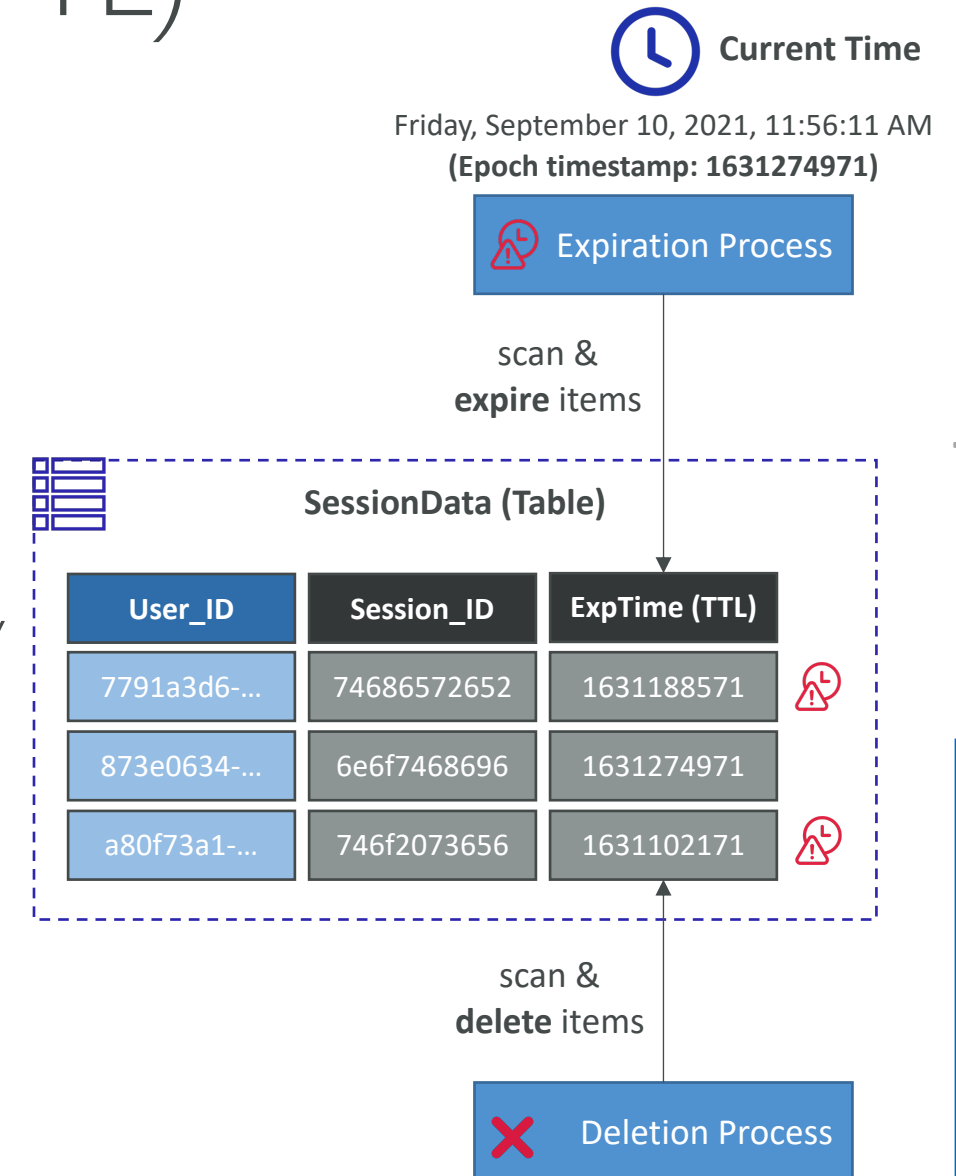 Current Time
Friday, September 10, 2021, 11:56:11 AM
(Epoch timestamp: 1631274971)
Expiration Process
scan &
expire items
SessionData (Table)
User_ID Session_ID ExpTime (TTL)
7791a3d6-... 74686572652 1631188571
873e0634-... 6e6f7468696 1631274971
a80f73a1-... 746f2073656 1631102171
scan &
delete items
Deletion Process